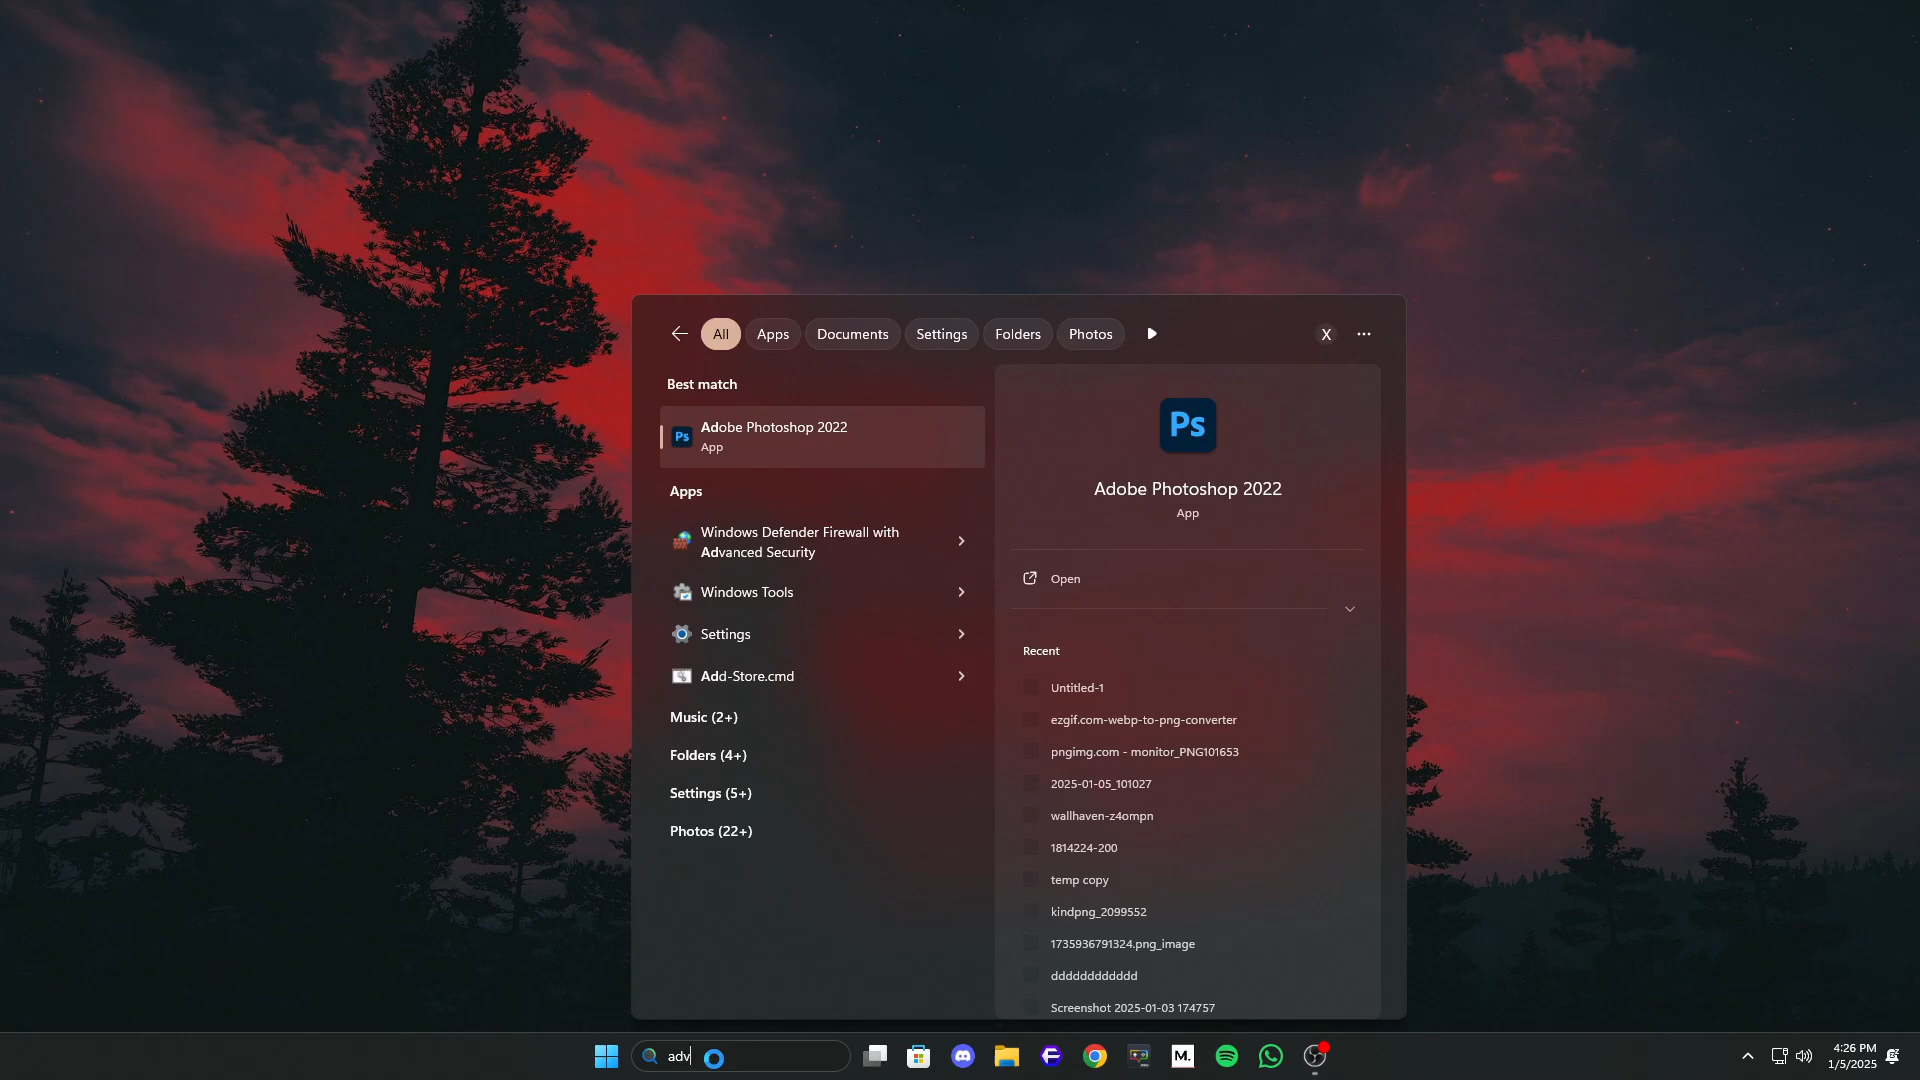 All
Apps
Documents
Settings
Folders
Photos
X
Best match
Ps
Adobe Photoshop 2022
App
Apps
Windows Defender Firewall with
Advanced Security
Windows Tools
Settings
Add-Store.cmd
Music (2+)
Folders (4+)
Settings (5+)
Photos (22+)
Ps
Adobe Photoshop 2022
App
Open
Recent
Untitled-1
ezgif.com-webp-to-png-converter
pngimg.com - monitor_PNG101653
2025-01-05_101027
wallhaven-z4ompn
1814224-200
temp copy
kindpng_2099552
1735936791324.png_image
dddddddddddd
Screenshot 2025-01-03 174757
adv
M.
4:26 PM
1/5/2025